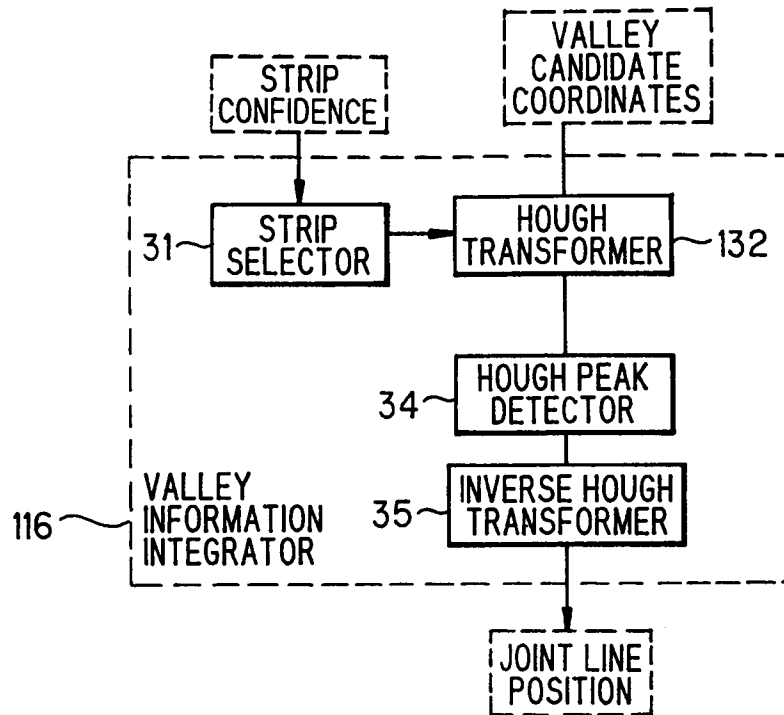 STRIP
CONFIDENCE
VALLEY
CANDIDATE
COORDINATES
31
STRIP
SELECTOR
HOUGH
TRANSFORMER
132
34
HOUGH PEAK
DETECTOR
116
VALLEY
INFORMATION
INTEGRATOR
35
INVERSE HOUGH
TRANSFORMER
JOINT LINE
POSITION